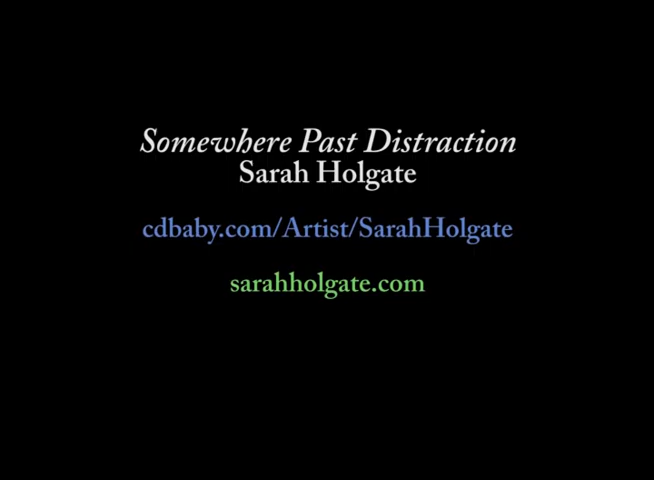 Somewhere Past Distraction
Sarah Holgate
cdbaby.com/Artist/SarahHolgate
sarahholgate.com